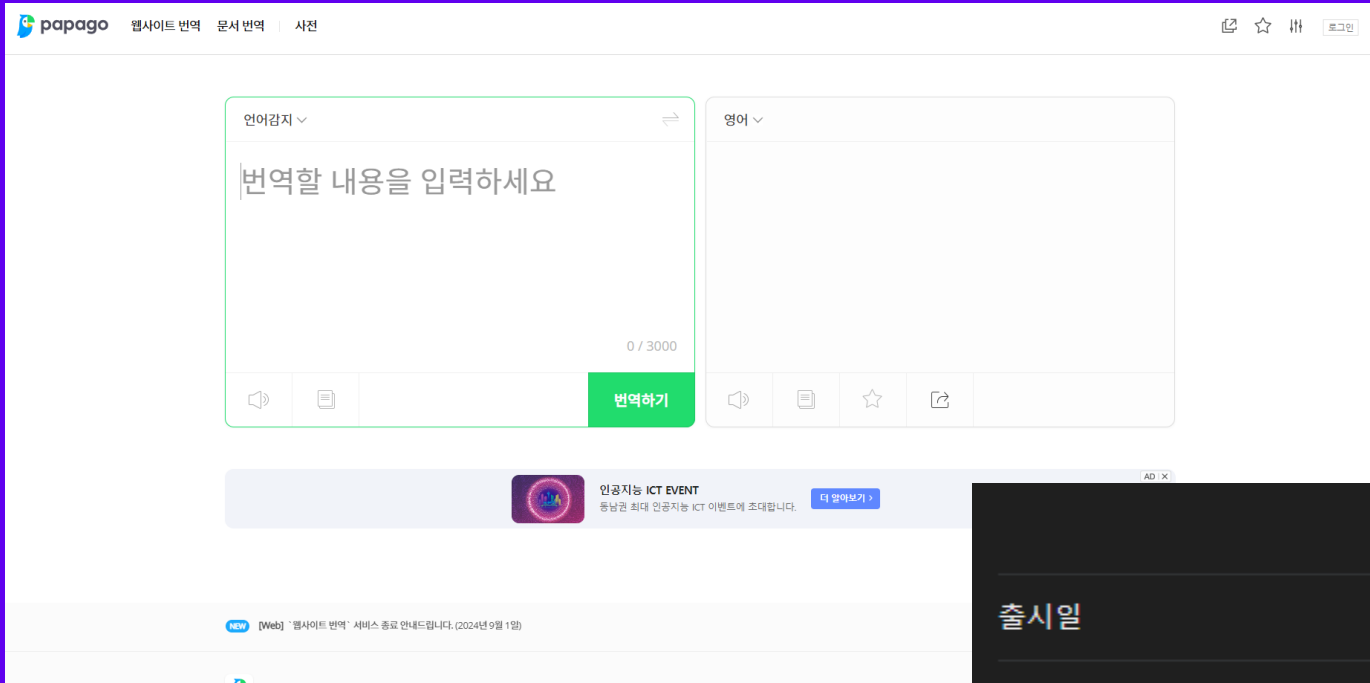 papago 웹사이트 번역 문서 번역 사전 로그인
언어감지 영어
번역할 내용을 입력하세요
0 / 3000
번역하기
AD X
인공지능 ICT EVENT
동남권 최대 인공지능 ICT 이벤트에 초대합니다.
더 알아보기 >
출시일
NEW [Web] `웹사이트 번역` 서비스 종료 안내드립니다. (2024년 9월 1일)